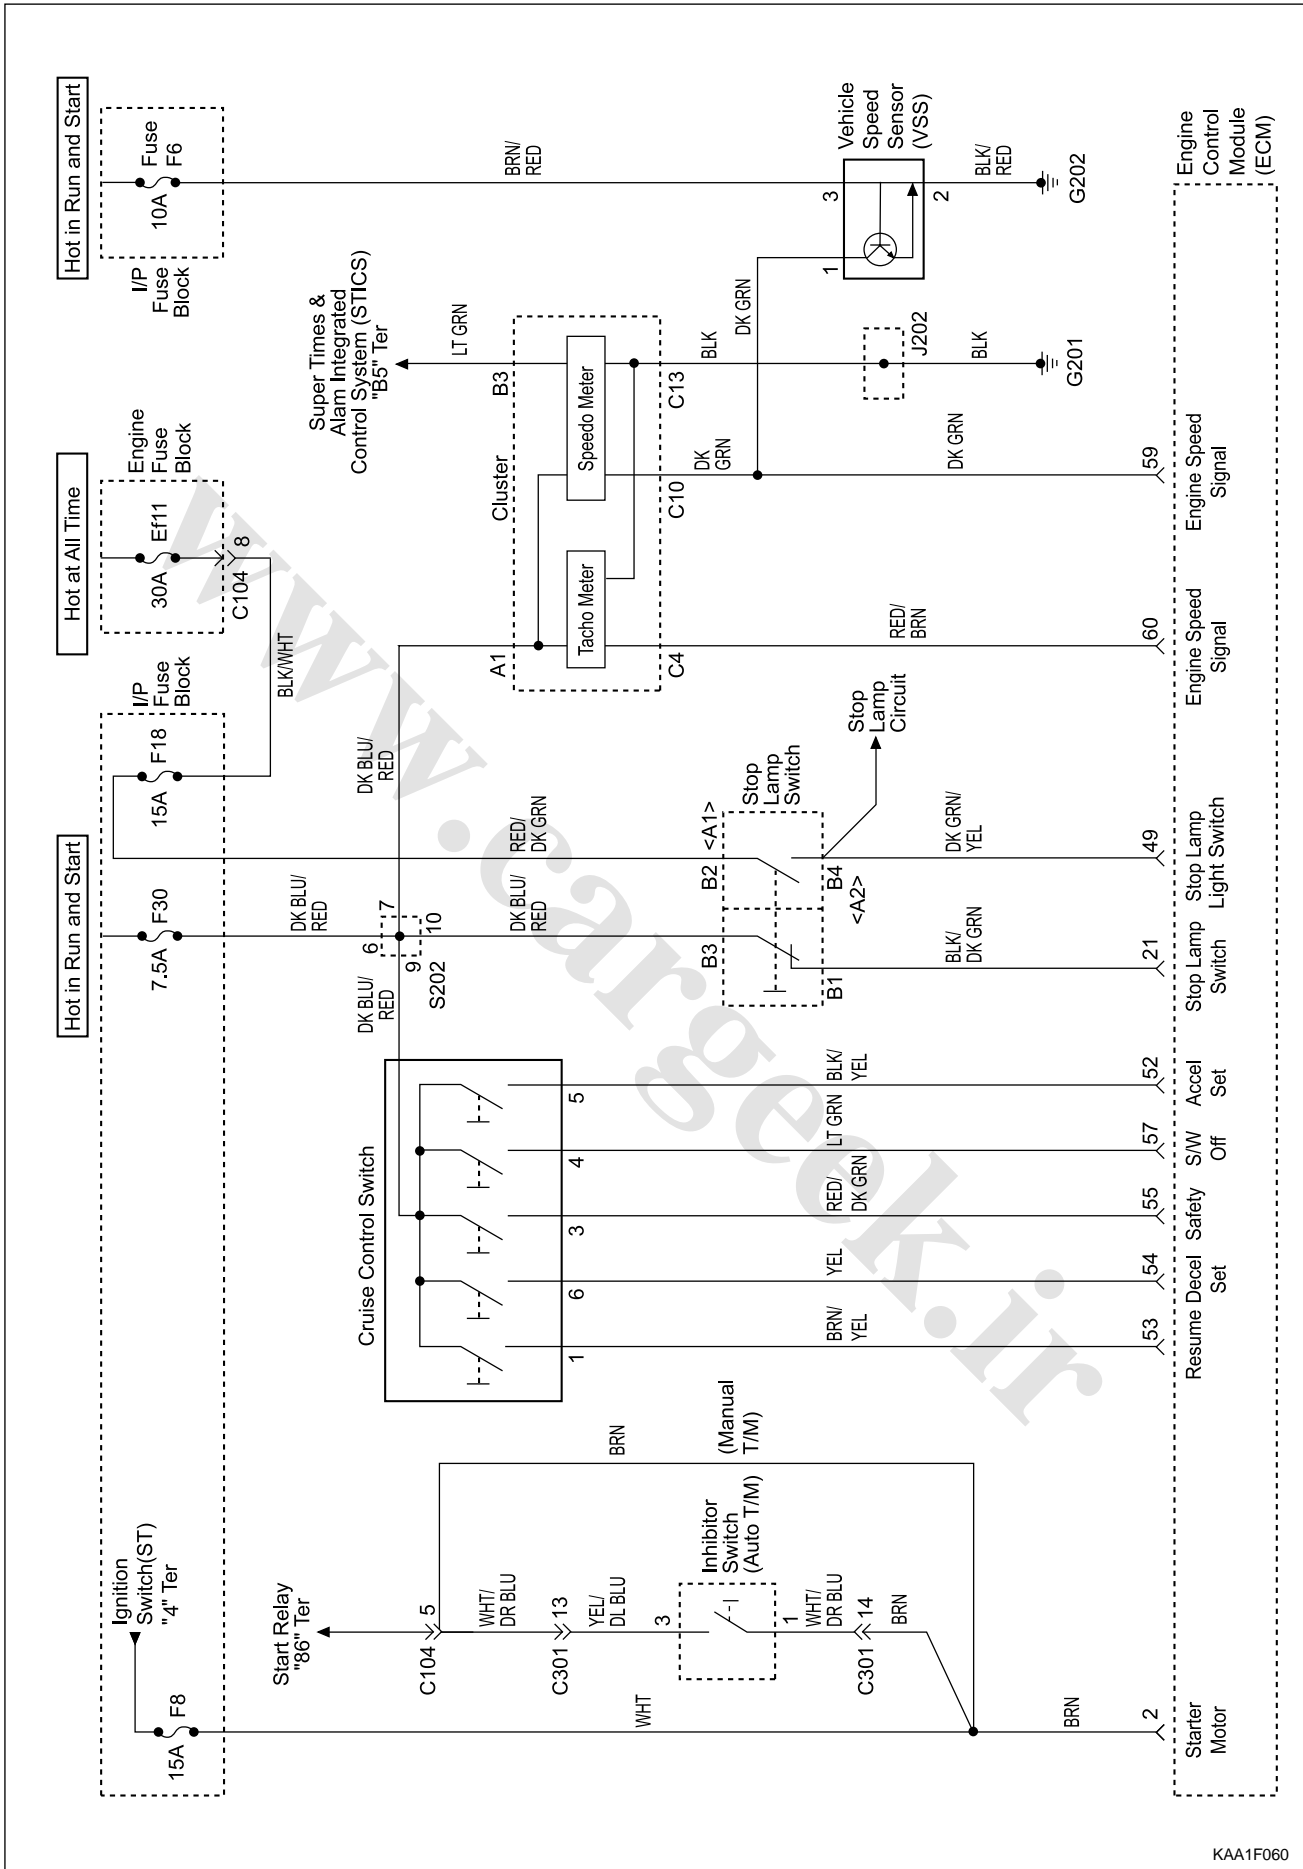 Hot in Run and Start
Hot at All Time
Hot in Run and Start
Ignition
Switch(ST)
"4" Ter
15A
F8
7.5A
F30
15A
F18
I/P
Fuse
Block
30A
Ef11
Engine
Fuse
Block
C104
8
BLK/WHT
I/P
Fuse
Block
10A
Fuse
F6
Start Relay
"86" Ter
C104
5
WHT/
DR BLU
C301
13
YEL/
DL BLU
3
Inhibitor
Switch
(Auto T/M)
1
WHT/
DR BLU
C301
14
BRN
BRN
(Manual
T/M)
WHT
BRN
2
Starter
Motor
Cruise Control Switch
1
6
3
4
5
BRN/
YEL
YEL
RED/
DK GRN
LT GRN
BLK/
YEL
53
54
55
57
52
Resume
Decel
Set
Safety
S/W
Off
Accel
Set
DK BLU/
RED
DK BLU/
RED
DK BLU/
RED
DK BLU/
RED
6
7
9
10
S202
RED/
DK GRN
B3
B2
<A1>
Stop
Lamp
Switch
B1
B4
<A2>
Stop
Lamp
Circuit
BLK/
DK GRN
DK GRN/
YEL
21
49
Stop Lamp
Switch
Stop Lamp
Light Switch
Super Times &
Alam Integrated
Control System (STICS)
"B5" Ter
LT GRN
A1
Cluster
B3
Tacho Meter
Speedo Meter
C4
C10
C13
RED/
BRN
DK
GRN
BLK
DK GRN
DK GRN
J202
BLK
G201
60
59
Engine Speed
Signal
Engine Speed
Signal
BRN/
RED
1
3
Vehicle
Speed
Sensor
(VSS)
2
BLK/
RED
G202
Engine
Control
Module
(ECM)
www.cargeek.ir
KAA1F060